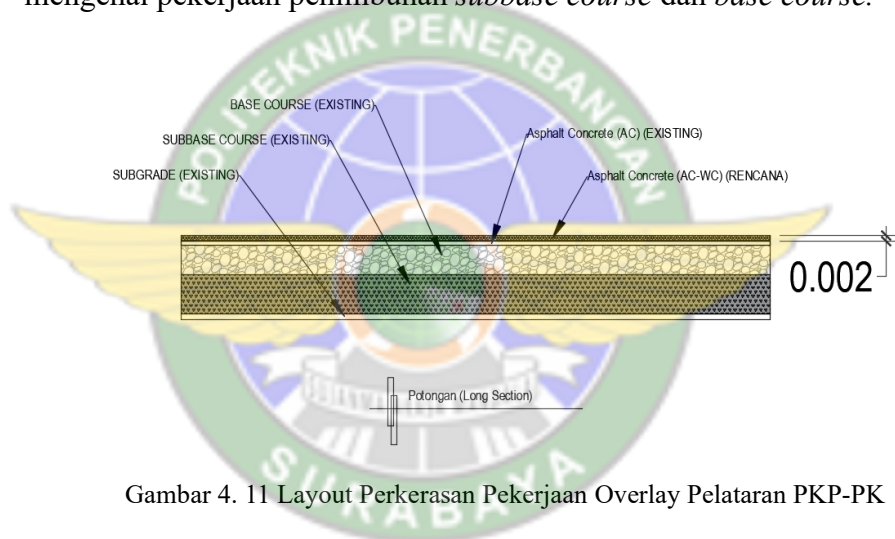 mengenai pekerjaan penimbunan subbase course dan base course.
POLITEKNIK PENERBANGAN
BASE COURSE (EXISTING)
SUBBASE COURSE (EXISTING)
SUBGRADE (EXISTING)
Asphalt Concrete (AC) (EXISTING)
Asphalt Concrete (AC-WC) (RENCANA)
0.002
Potongan (Long Section)
SURABAYA
Gambar 4. 11 Layout Perkerasan Pekerjaan Overlay Pelataran PKP-PK